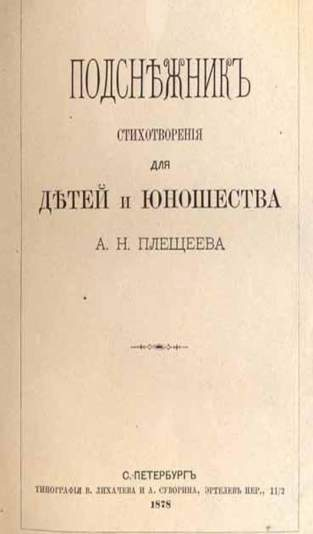 ПОДСНѢЖНИКЪ
СТИХОТВОРЕНІЯ
ДЛЯ
ДѢТЕЙ и ЮНОШЕСТВА
А. Н. ПЛЕЩЕЕВА
С.-ПЕТЕРБУРГЪ
ТИПОГРАФІЯ В. ЛИХАЧЕВА И А. СУВОРИНА, ЭРТЕЛЕВЪ ПЕР., 11/2
1878